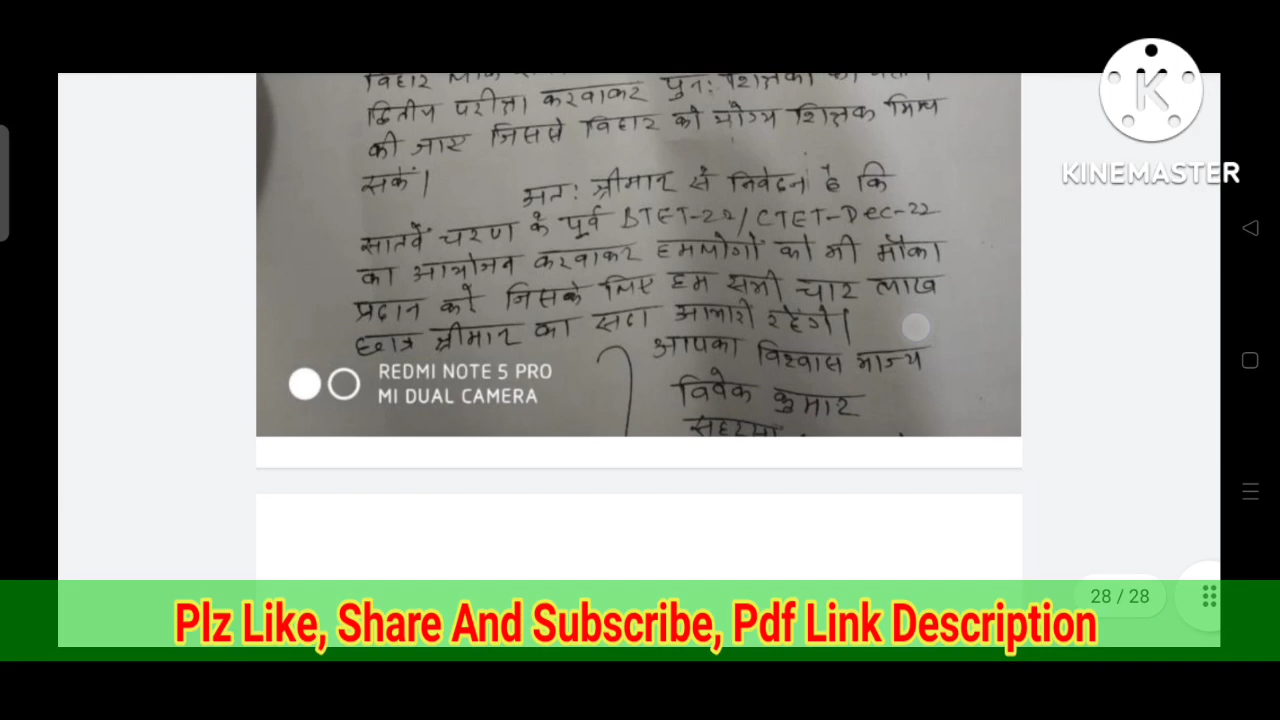 बिहार
द्वितीय परीक्षा करवाकर पुनः शिक्षकों
की जाए जिससे बिहार को योग्य शिक्षक मिल
सकें।
अतः श्रीमान से निवेदन है कि
सातवें चरण के पूर्व BTET-22/CTET-Dec-22
का आयोजन करवाकर हमलोगों को भी मौका
प्रदान करें जिसके लिए हम सभी चार लाख
छात्र श्रीमान का सदा आभारी रहेंगे।
आपका विश्वास भाज्य
विवेक कुमार
सहरसा
REDMI NOTE 5 PRO
MI DUAL CAMERA
K
KINEMASTER
28 / 28
Plz Like, Share And Subscribe, Pdf Link Description